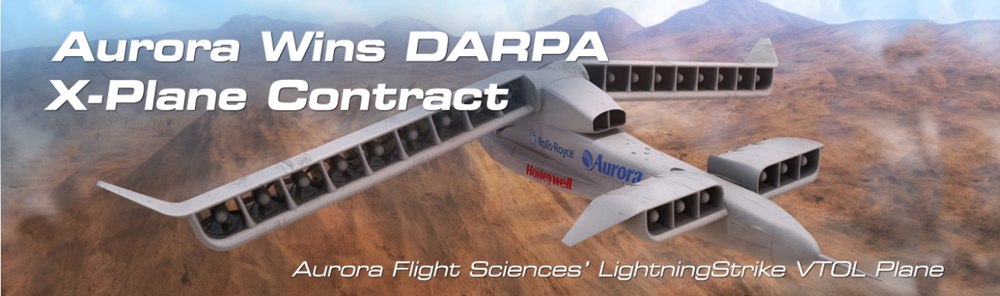 Aurora Wins DARPA
X-Plane Contract
Rolls-Royce
Aurora
Honeywell
Aurora Flight Sciences' LightningStrike VTOL Plane